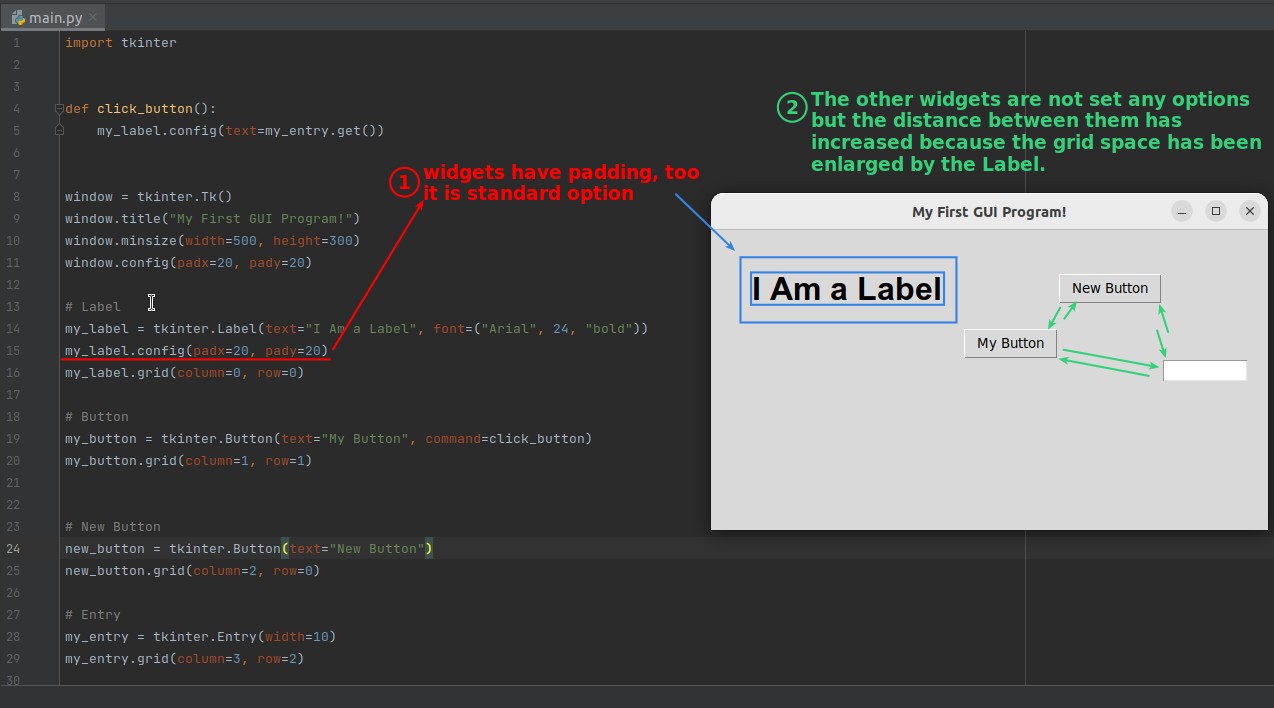 main.py
1 import tkinter
2
3
4 def click_button():
5     my_label.config(text=my_entry.get())
6
7
8 window = tkinter.Tk()
9 window.title("My First GUI Program!")
10 window.minsize(width=500, height=300)
11 window.config(padx=20, pady=20)
12
13 # Label
14 my_label = tkinter.Label(text="I Am a Label", font=("Arial", 24, "bold"))
15 my_label.config(padx=20, pady=20)
16 my_label.grid(column=0, row=0)
17
18 # Button
19 my_button = tkinter.Button(text="My Button", command=click_button)
20 my_button.grid(column=1, row=1)
21
22
23 # New Button
24 new_button = tkinter.Button(text="New Button")
25 new_button.grid(column=2, row=0)
26
27 # Entry
28 my_entry = tkinter.Entry(width=10)
29 my_entry.grid(column=3, row=2)
30
1 widgets have padding, too
it is standard option
2 The other widgets are not set any options
but the distance between them has
increased because the grid space has been
enlarged by the Label.
My First GUI Program!
I Am a Label
New Button
My Button